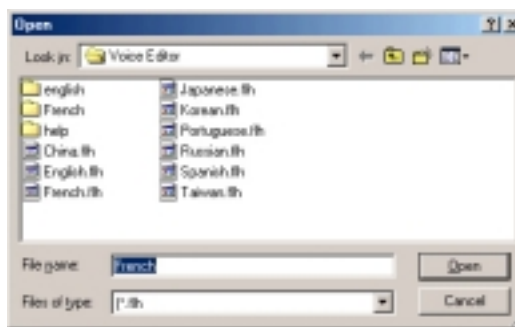 Open
Look in: Voice Editor
english
French
help
China.flh
English.flh
French.flh
Japanese.flh
Korean.flh
Portuguese.flh
Russian.flh
Spanish.flh
Taiwan.flh
File name: French
Open
Files of type: (*.flh
Cancel